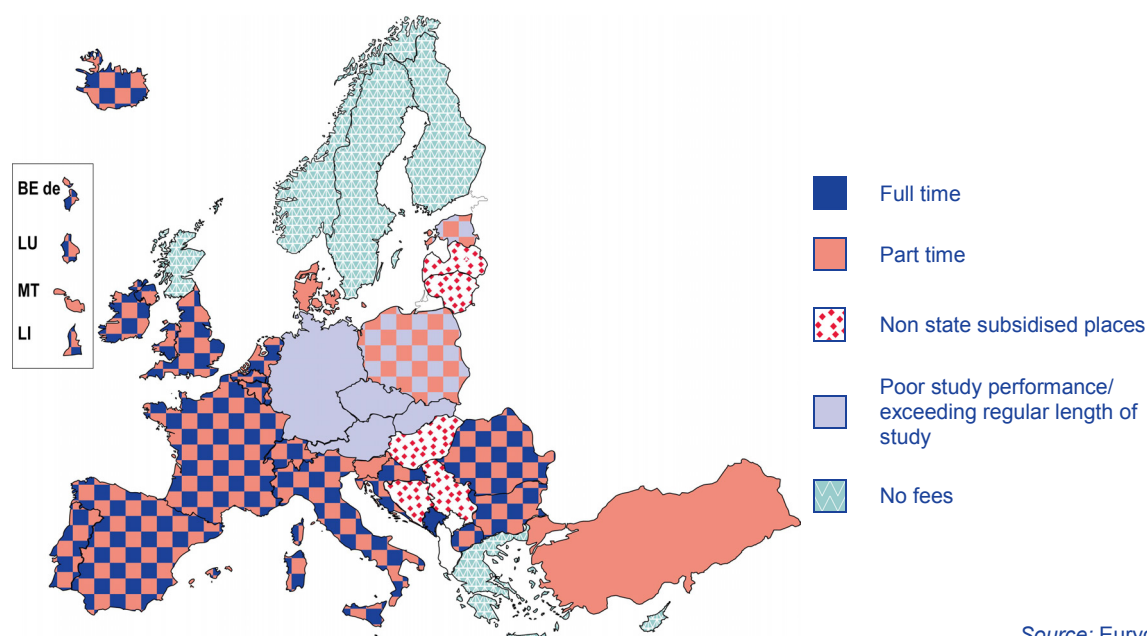 BE de
LU
MT
LI
Full time
Part time
Non state subsidised places
Poor study performance/
exceeding regular length of
study
No fees
Source: